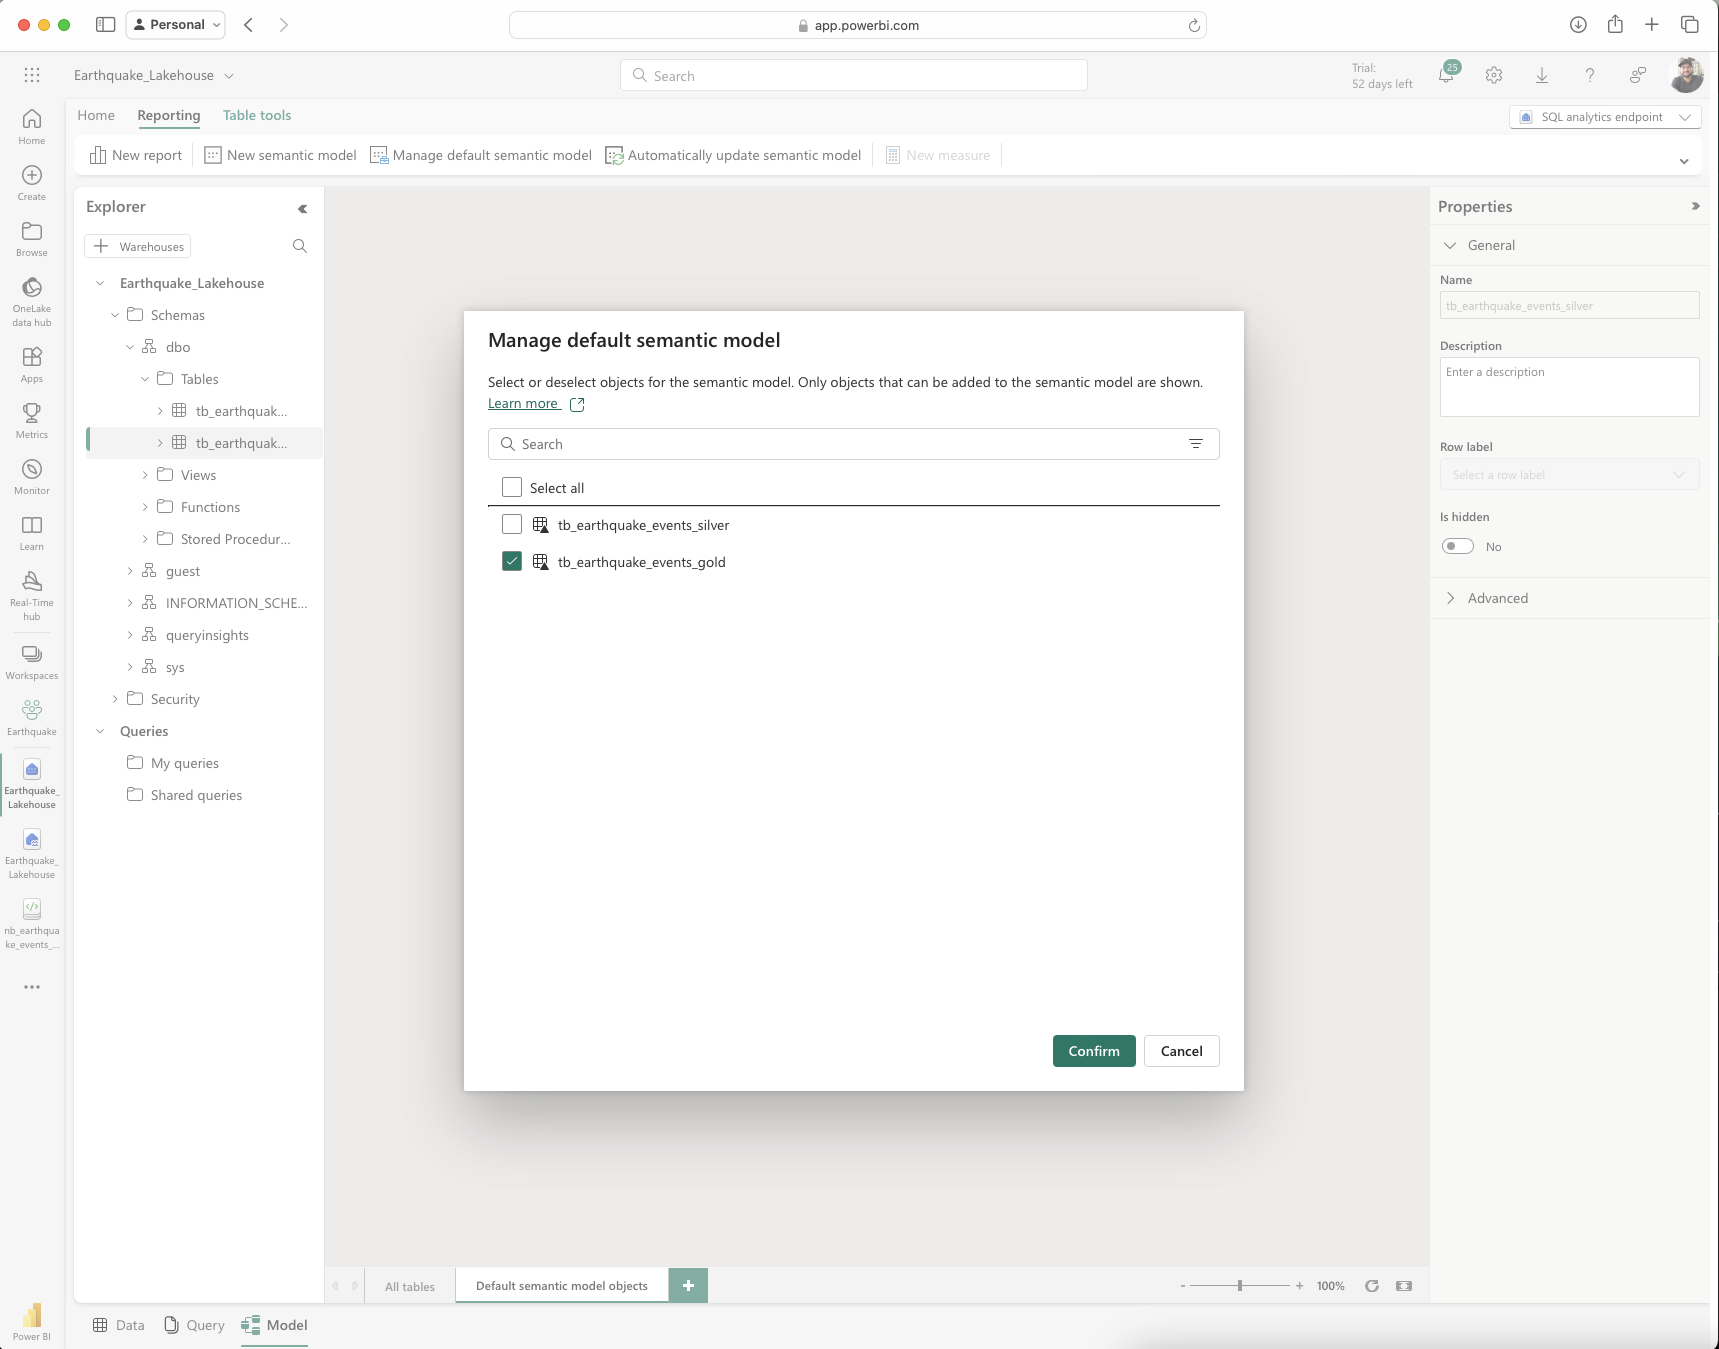 Personal
app.powerbi.com
Earthquake_Lakehouse
Search
Trial:
52 days left
25
Home
Reporting
Table tools
SQL analytics endpoint
New report
New semantic model
Manage default semantic model
Automatically update semantic model
New measure
Home
Create
Browse
OneLake
data hub
Apps
Metrics
Monitor
Learn
Real-Time
hub
Workspaces
Earthquake
Earthquake_
Lakehouse
Earthquake_
Lakehouse
nb_earthqua
ke_events_...
Power BI
Explorer
Warehouses
Earthquake_Lakehouse
Schemas
dbo
Tables
tb_earthquak...
tb_earthquak...
Views
Functions
Stored Procedur...
guest
INFORMATION_SCHE...
queryinsights
sys
Security
Queries
My queries
Shared queries
Manage default semantic model
Select or deselect objects for the semantic model. Only objects that can be added to the semantic model are shown.
Learn more
Search
Select all
tb_earthquake_events_silver
tb_earthquake_events_gold
Confirm
Cancel
Properties
General
Name
tb_earthquake_events_silver
Description
Enter a description
Row label
Select a row label
Is hidden
No
Advanced
All tables
Default semantic model objects
100%
Data
Query
Model